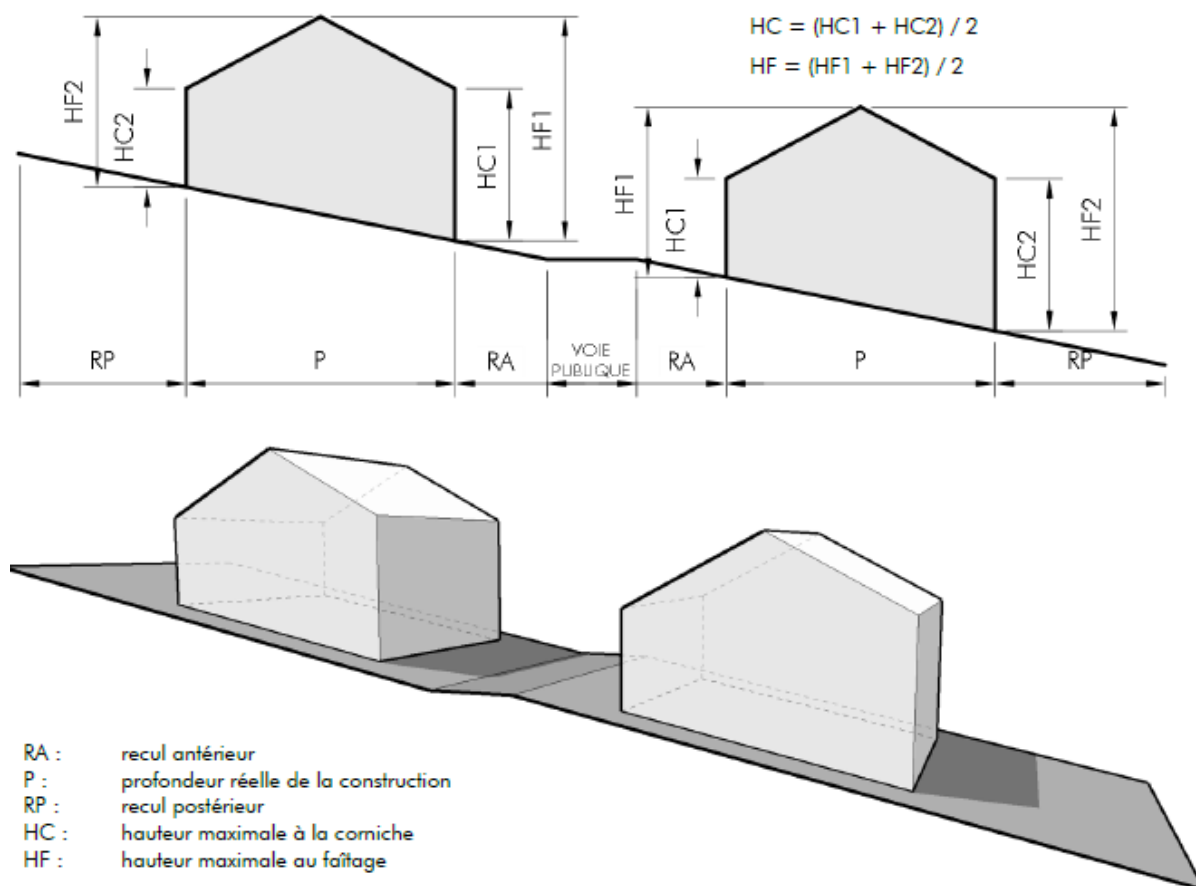 HC = (HC1 + HC2) / 2
HF = (HF1 + HF2) / 2
HF2
HC2
HC1
HF1
HF1
HC1
HC2
HF2
RP
P
RA
VOIE
PUBLIQUE
RA
P
RP
RA : recul antérieur
P : profondeur réelle de la construction
RP : recul postérieur
HC : hauteur maximale à la corniche
HF : hauteur maximale au faîtage